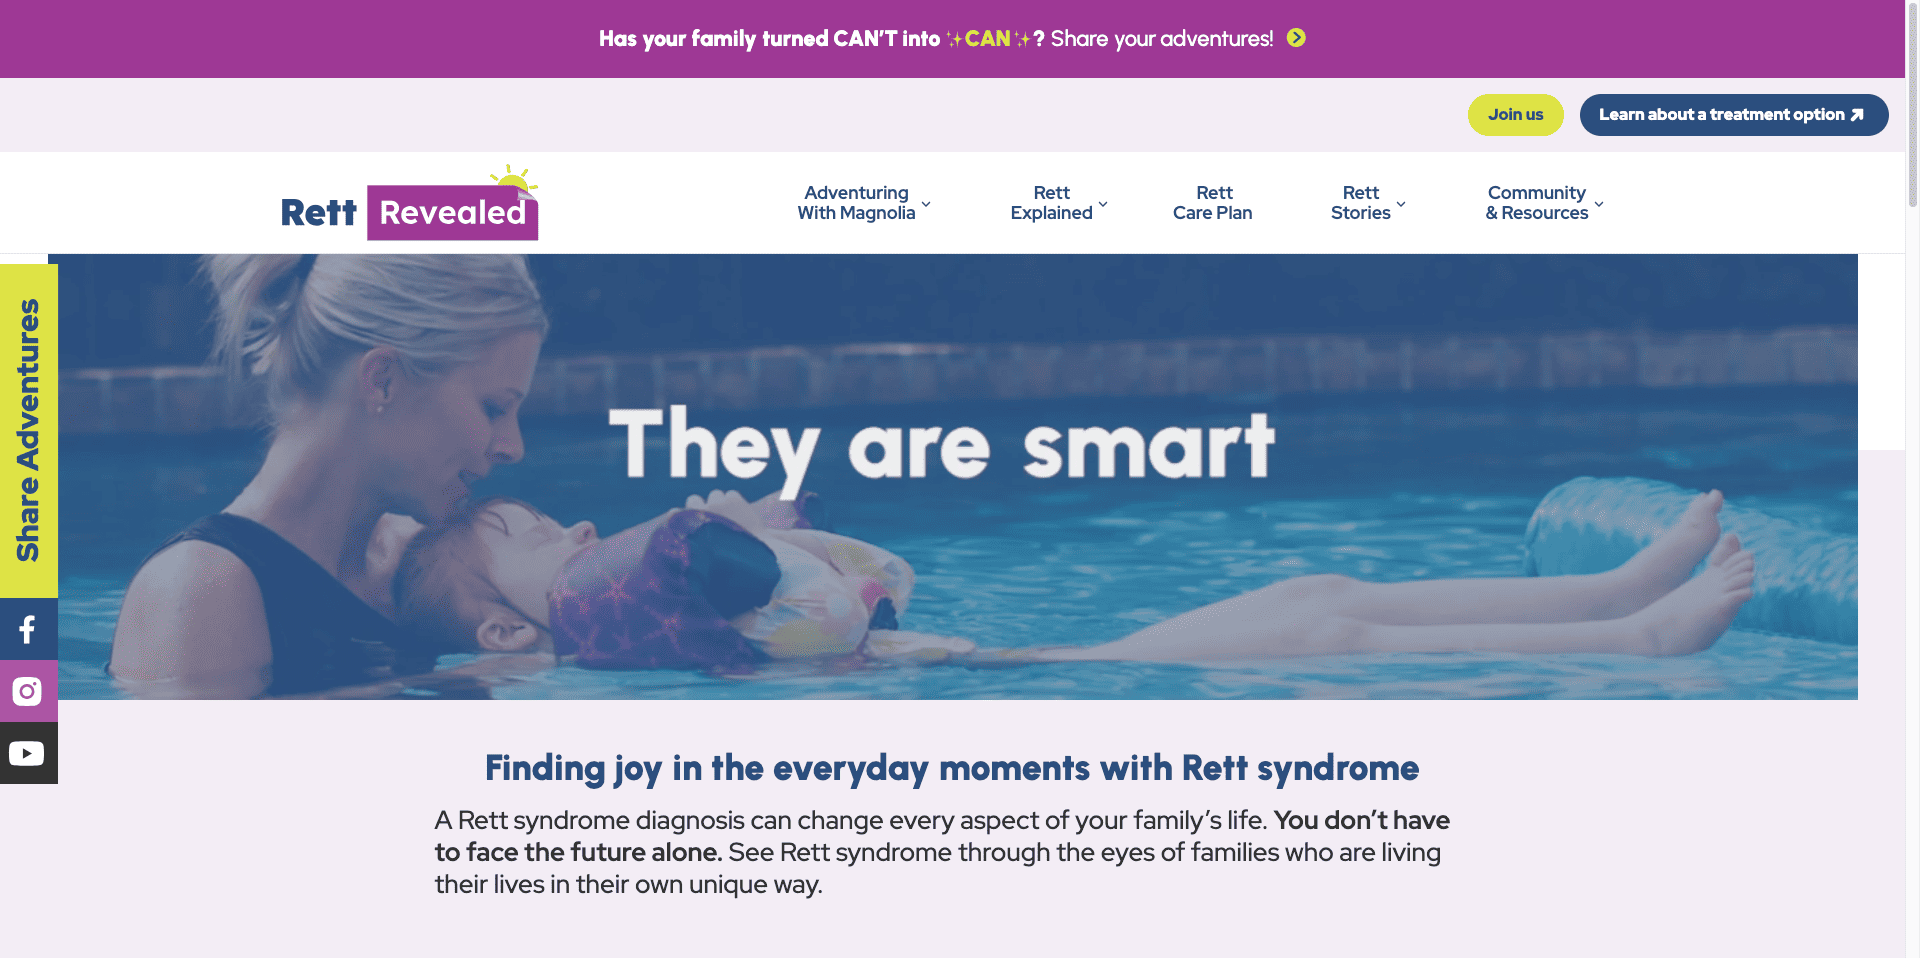 Has your family turned CAN'T into ✨CAN✨? Share your adventures!
Join us
Learn about a treatment option
Rett Revealed
Adventuring
With Magnolia
Rett
Explained
Rett
Care Plan
Rett
Stories
Community
& Resources
Share Adventures
They are smart
Finding joy in the everyday moments with Rett syndrome
A Rett syndrome diagnosis can change every aspect of your family's life. You don't have
to face the future alone. See Rett syndrome through the eyes of families who are living
their lives in their own unique way.